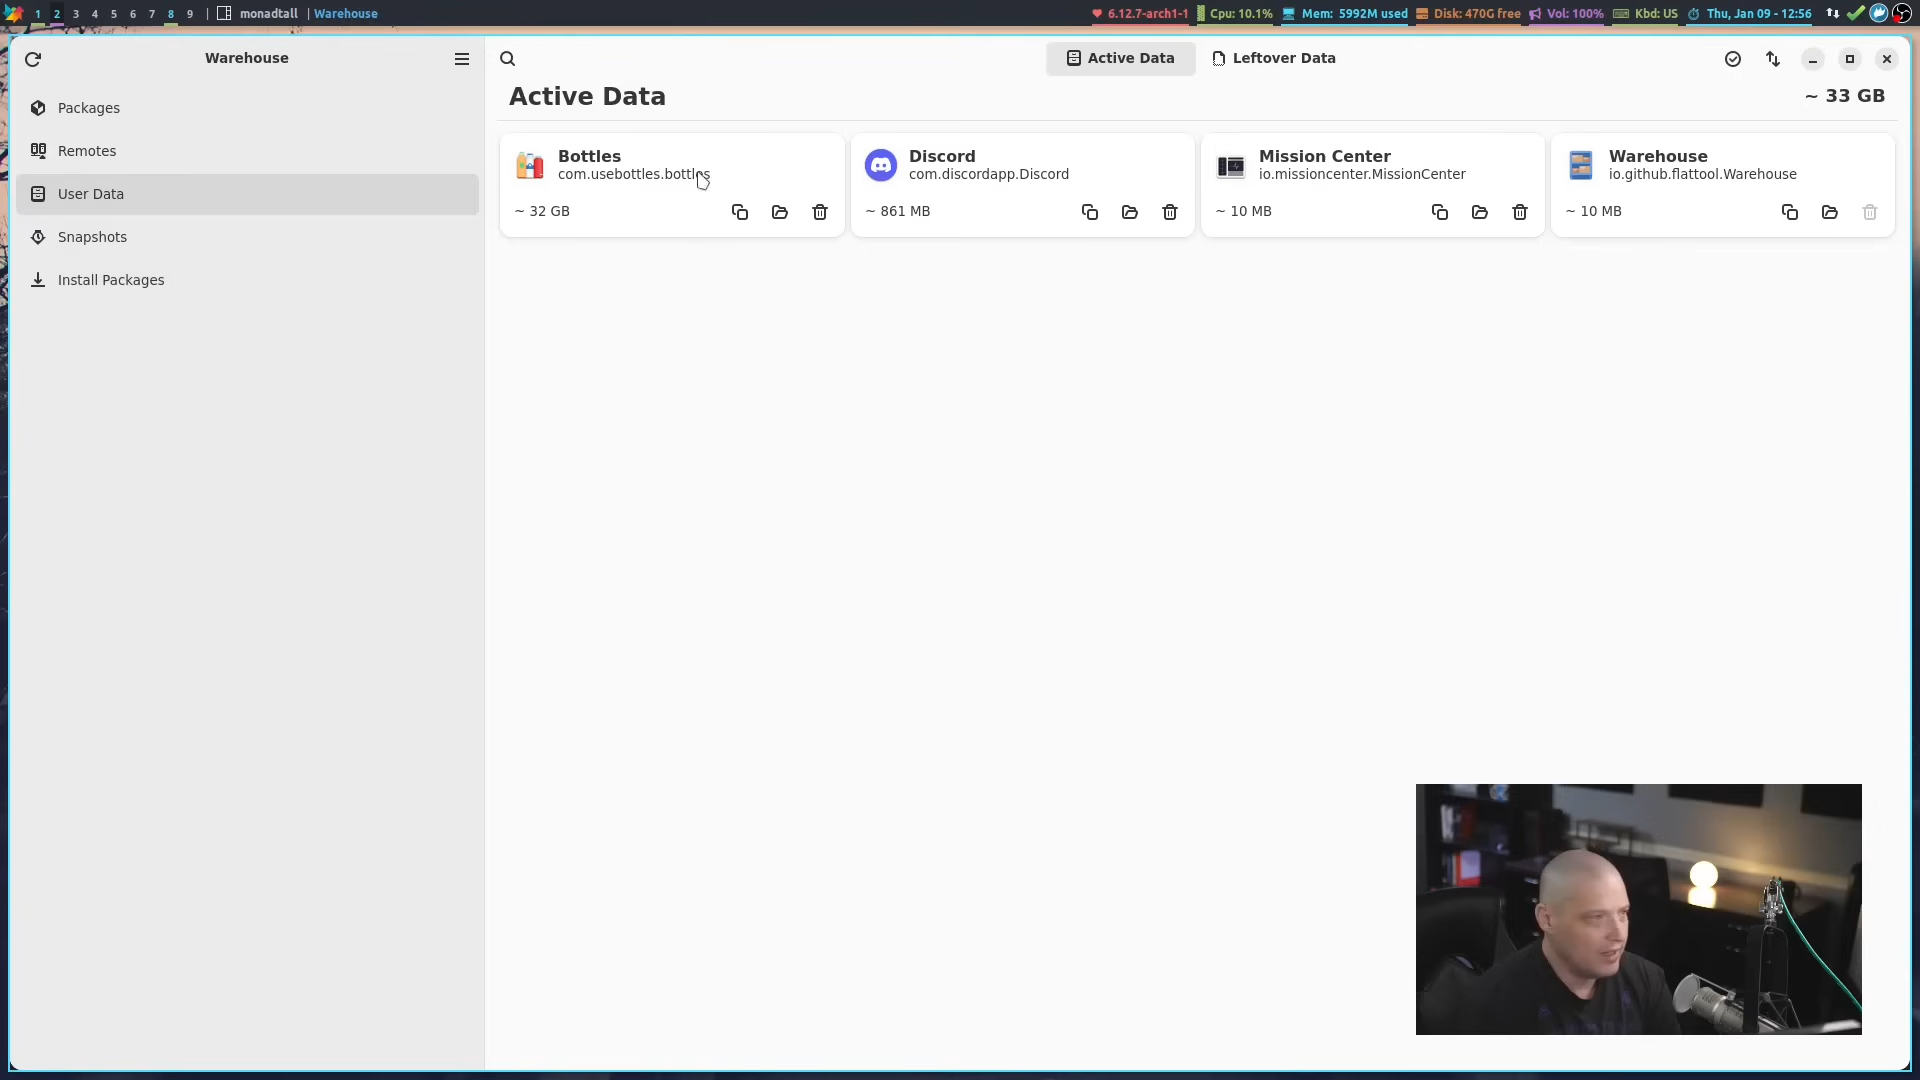 1 2 3 4 5 6 7 8 9 | monadtall | Warehouse
6.12.7-arch1-1 Cpu: 10.1% Mem: 5992M used Disk: 470G free Vol: 100% Kbd: US Thu, Jan 09 - 12:56
Warehouse
Packages
Remotes
User Data
Snapshots
Install Packages
Active Data
Leftover Data
Active Data
~ 33 GB
Bottles
com.usebottles.bottles
~ 32 GB
Discord
com.discordapp.Discord
~ 861 MB
Mission Center
io.missioncenter.MissionCenter
~ 10 MB
Warehouse
io.github.flattool.Warehouse
~ 10 MB